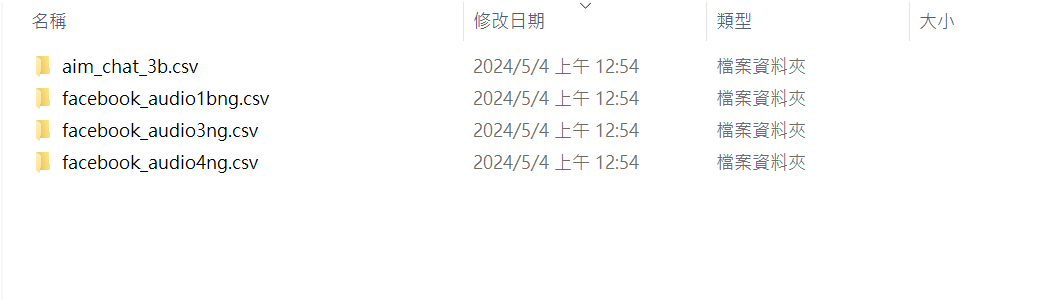 名稱 修改日期 類型 大小
aim_chat_3b.csv 2024/5/4 上午 12:54 檔案資料夾
facebook_audio1bng.csv 2024/5/4 上午 12:54 檔案資料夾
facebook_audio3ng.csv 2024/5/4 上午 12:54 檔案資料夾
facebook_audio4ng.csv 2024/5/4 上午 12:54 檔案資料夾